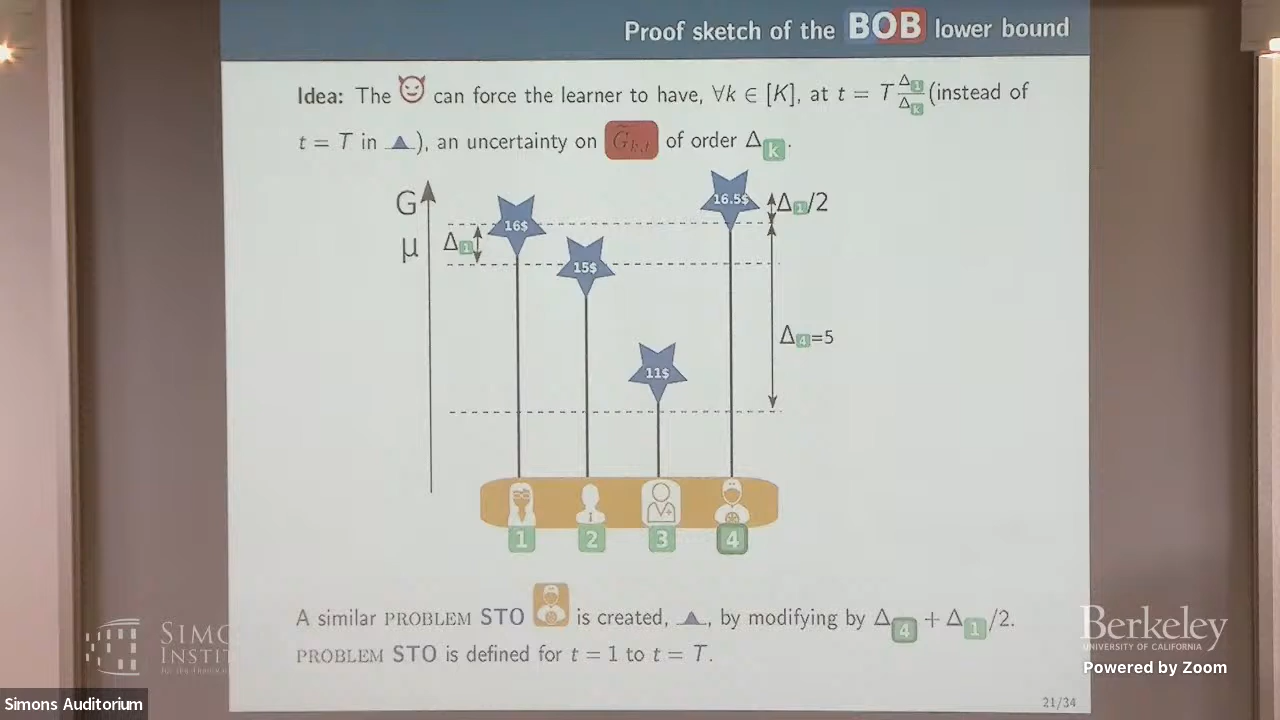 Proof sketch of the BOB lower bound
Idea: The can force the learner to have, ∀k ∈ [K], at t = T Δ1/Δk (instead of
t = T in ), an uncertainty on G̃k,t of order Δk.
G
μ
Δ1
16$
15$
11$
16.5$
Δ1/2
Δ4=5
1 2 3 4
A similar PROBLEM STO is created, , by modifying by Δ4 + Δ1/2.
PROBLEM STO is defined for t = 1 to t = T.
21/34
SIMO
INSTIT
Berkeley
UNIVERSITY OF CALIFORNIA
Powered by Zoom
Simons Auditorium